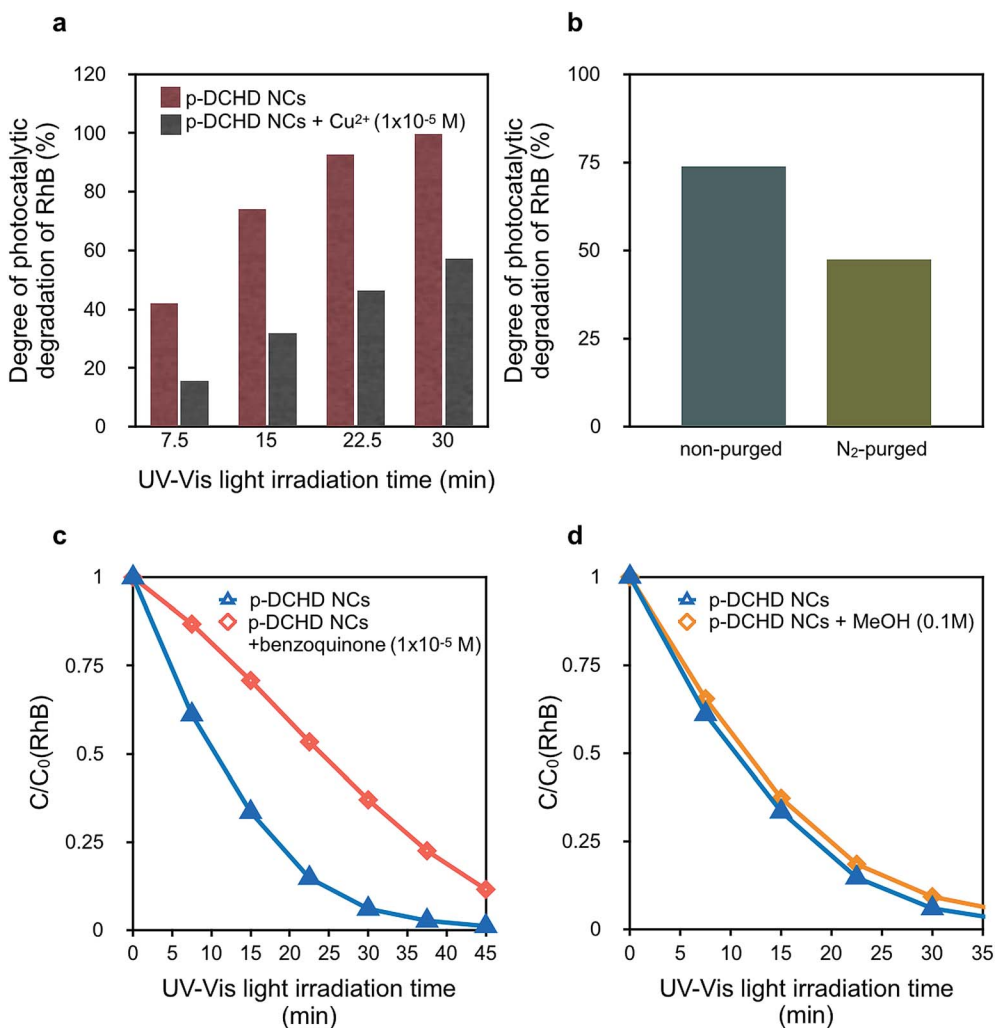 a
Degree of photocatalytic
degradation of RhB (%)
120
100
80
60
40
20
0
p-DCHD NCs
p-DCHD NCs + Cu²⁺ (1x10⁻⁵ M)
7.5 15 22.5 30
UV-Vis light irradiation time (min)
b
Degree of photocatalytic
degradation of RhB (%)
100
75
50
25
0
non-purged N₂-purged
c
C/C₀(RhB)
1
0.75
0.5
0.25
0
p-DCHD NCs
p-DCHD NCs
+benzoquinone (1x10⁻⁵ M)
0 5 10 15 20 25 30 35 40 45
UV-Vis light irradiation time
(min)
d
C/C₀(RhB)
1
0.75
0.5
0.25
0
p-DCHD NCs
p-DCHD NCs + MeOH (0.1M)
0 5 10 15 20 25 30 35
UV-Vis light irradiation time
(min)